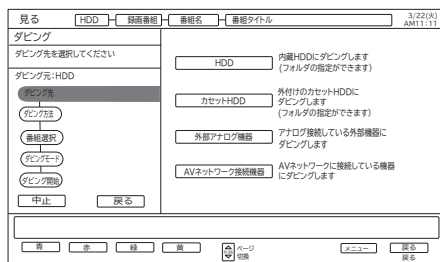 見る HDD 録画番組 番組名 番組タイトル 3/22(火)
AM11:11
ダビング
ダビング先を選択してください
ダビング元:HDD
ダビング先
ダビング方法
番組選択
ダビングモード
ダビング開始
中止 戻る
HDD 内蔵HDDにダビングします
(フォルダの指定ができます)
カセットHDD 外付けのカセットHDDに
ダビングします
(フォルダの指定ができます)
外部アナログ機器 アナログ接続している外部機器に
ダビングします
AVネットワーク接続機器 AVネットワークに接続している機器
にダビングします
青 赤 緑 黄 ページ
切換 メニュー 戻る
戻る